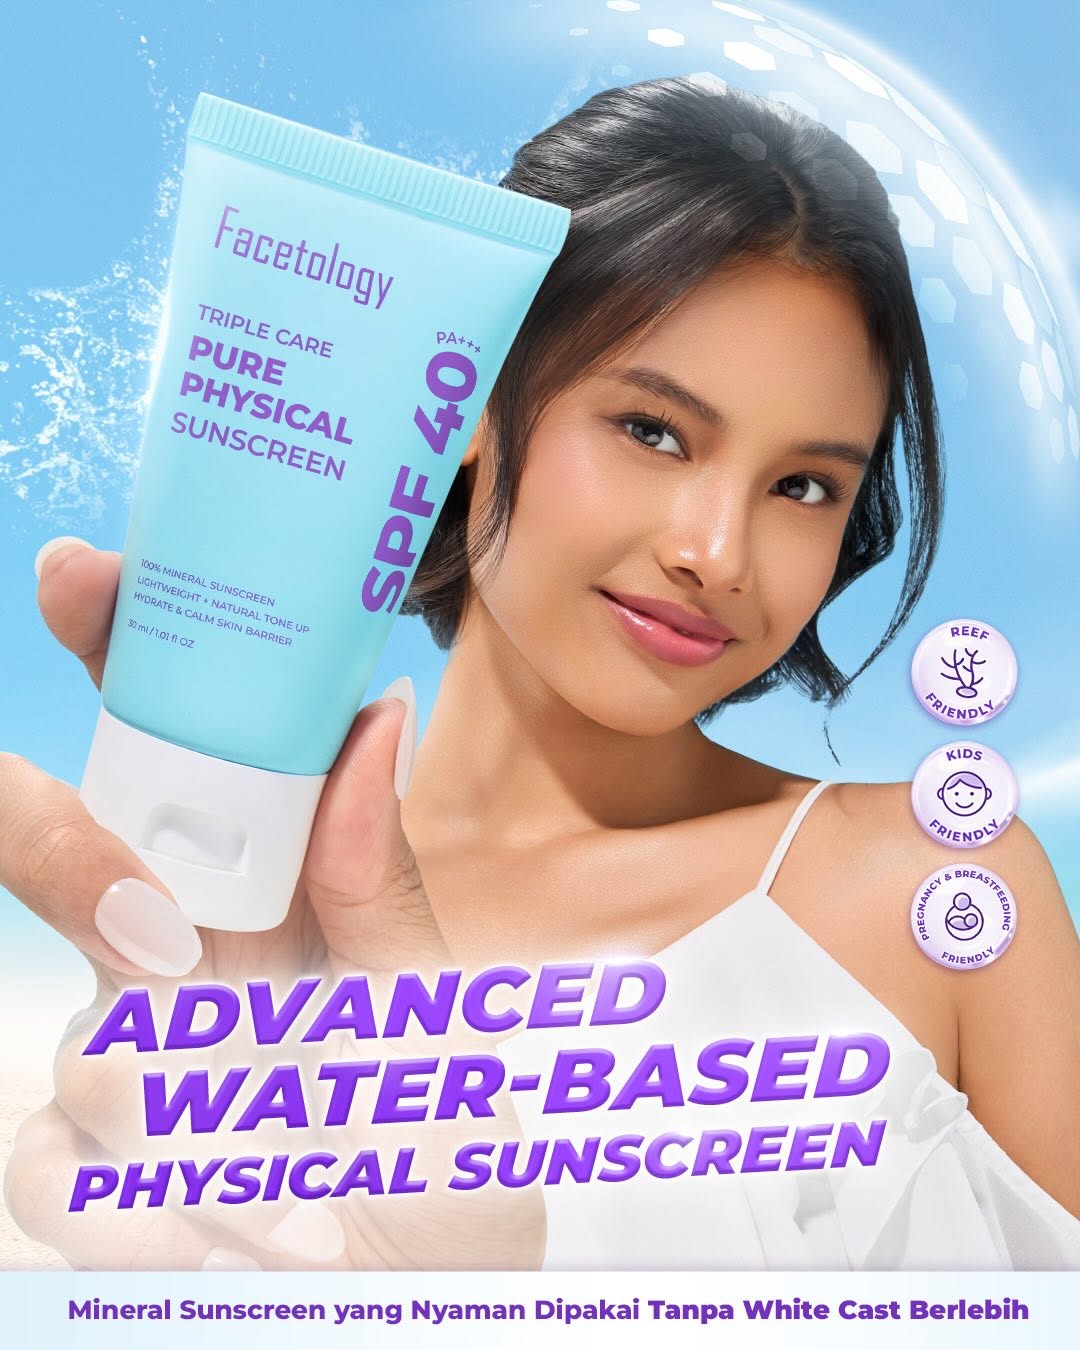 Facetology
TRIPLE CARE
PURE
PHYSICAL
SUNSCREEN
SPF 40
PA+++
100% MINERAL SUNSCREEN
LIGHTWEIGHT + NATURAL TONE UP
HYDRATE & CALM SKIN BARRIER
30 ml / 1.01 fl OZ
REEF
FRIENDLY
KIDS
FRIENDLY
PREGNANCY & BREASTFEEDING
FRIENDLY
ADVANCED
WATER-BASED
PHYSICAL SUNSCREEN
Mineral Sunscreen yang Nyaman Dipakai Tanpa White Cast Berlebih